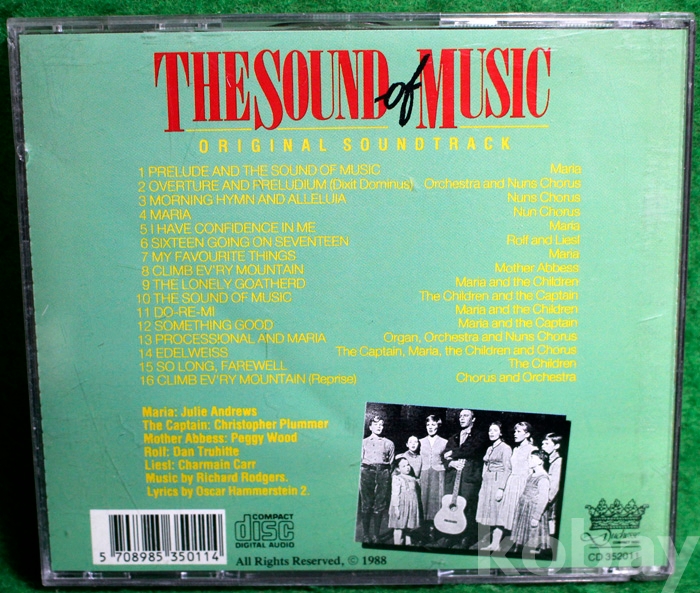 THE SOUND of MUSIC
ORIGINAL SOUNDTRACK
1 PRELUDE AND THE SOUND OF MUSIC Maria
2 OVERTURE AND PRELUDIUM (Dixit Dominus) Orchestra and Nuns Chorus
3 MORNING HYMN AND ALLELUIA Nuns Chorus
4 MARIA Nun Chorus
5 I HAVE CONFIDENCE IN ME Maria
6 SIXTEEN GOING ON SEVENTEEN Rolf and Liesl
7 MY FAVOURITE THINGS Maria
8 CLIMB EV'RY MOUNTAIN Mother Abbess
9 THE LONELY GOATHERD Maria and the Children
10 THE SOUND OF MUSIC The Children and the Captain
11 DO-RE-MI Maria and the Children
12 SOMETHING GOOD Maria and the Captain
13 PROCESSIONAL AND MARIA Organ, Orchestra and Nuns Chorus
14 EDELWEISS The Captain, Maria, the Children and Chorus
15 SO LONG, FAREWELL The Children
16 CLIMB EV'RY MOUNTAIN (Reprise) Chorus and Orchestra
Maria: Julie Andrews
The Captain: Christopher Plummer
Mother Abbess: Peggy Wood
Rolf: Dan Truhitte
Liesl: Charmain Carr
Music by Richard Rodgers.
Lyrics by Oscar Hammerstein 2.
5 708985 350114
COMPACT
disc
DIGITAL AUDIO
All Rights Reserved, © 1988
Duchesse
CD 352011
kobay